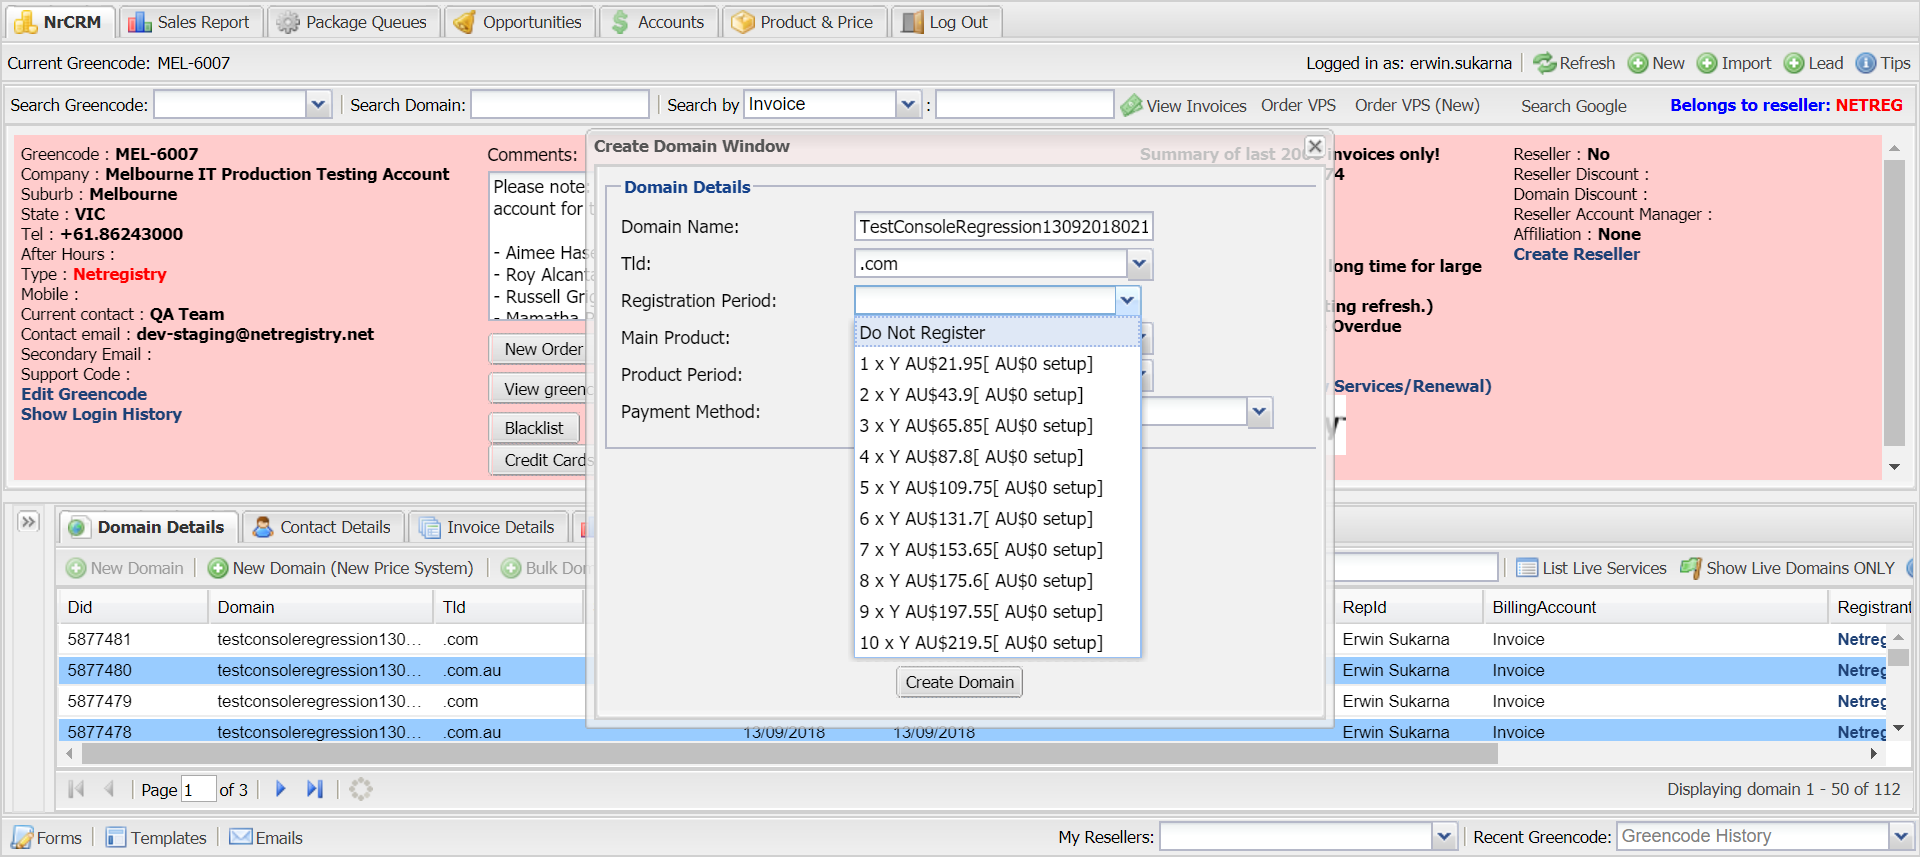 NrCRM Sales Report Package Queues Opportunities Accounts Product & Price Log Out
Current Greencode: MEL-6007 Logged in as: erwin.sukarna Refresh New Import Lead Tips
Search Greencode: Search Domain: Search by Invoice : View Invoices Order VPS Order VPS (New) Search Google Belongs to reseller: NETREG
Greencode : MEL-6007
Company : Melbourne IT Production Testing Account
Suburb : Melbourne
State : VIC
Tel : +61.86243000
After Hours :
Type : Netregistry
Mobile :
Current contact : QA Team
Contact email : dev-staging@netregistry.net
Secondary Email :
Support Code :
Edit Greencode
Show Login History
Comments:
Please note:
account for
- Aimee Hase
- Roy Alcanta
- Russell Grig
- Mamatha
New Order
View green
Blacklist
Credit Cards
Summary of last 200 invoices only!
74
long time for large
ting refresh.)
Overdue
Services/Renewal)
Reseller : No
Reseller Discount :
Domain Discount :
Reseller Account Manager :
Affiliation : None
Create Reseller
Create Domain Window
Domain Details
Domain Name: TestConsoleRegression13092018021
Tld: .com
Registration Period:
Main Product:
Product Period:
Payment Method:
Do Not Register
1 x Y AU$21.95[ AU$0 setup]
2 x Y AU$43.9[ AU$0 setup]
3 x Y AU$65.85[ AU$0 setup]
4 x Y AU$87.8[ AU$0 setup]
5 x Y AU$109.75[ AU$0 setup]
6 x Y AU$131.7[ AU$0 setup]
7 x Y AU$153.65[ AU$0 setup]
8 x Y AU$175.6[ AU$0 setup]
9 x Y AU$197.55[ AU$0 setup]
10 x Y AU$219.5[ AU$0 setup]
Create Domain
Domain Details Contact Details Invoice Details
New Domain New Domain (New Price System) Bulk Dom List Live Services Show Live Domains ONLY
Did Domain Tld RepId BillingAccount Registrant
5877481 testconsoleregression130... .com Erwin Sukarna Invoice Netreg
5877480 testconsoleregression130... .com.au Erwin Sukarna Invoice Netreg
5877479 testconsoleregression130... .com Erwin Sukarna Invoice Netreg
5877478 testconsoleregression130... .com.au 13/09/2018 13/09/2018 Erwin Sukarna Invoice Netreg
Page 1 of 3 Displaying domain 1 - 50 of 112
Forms Templates Emails My Resellers: Recent Greencode: Greencode History